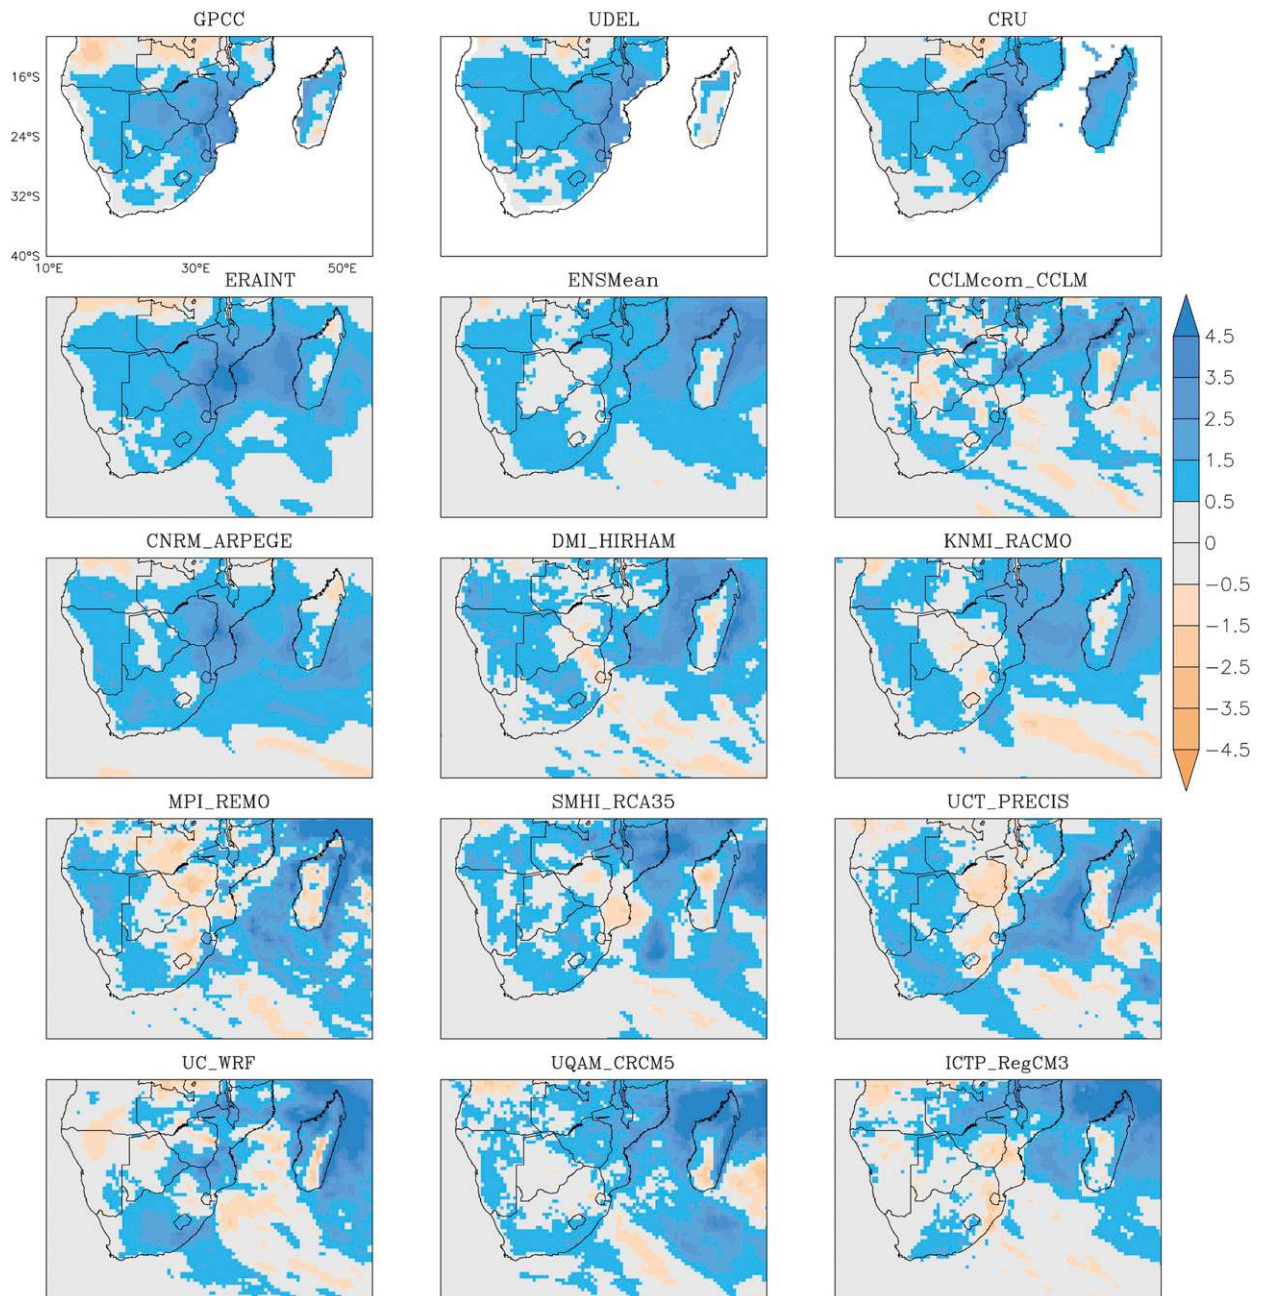 GPCC UDEL CRU
16°S
24°S
32°S
40°S
10°E 30°E 50°E
ERAINT ENSMean CCLMcom_CCLM
4.5
3.5
2.5
1.5
0.5
0
−0.5
−1.5
−2.5
−3.5
−4.5
CNRM_ARPEGE DMI_HIRHAM KNMI_RACMO
MPI_REMO SMHI_RCA35 UCT_PRECIS
UC_WRF UQAM_CRCM5 ICTP_RegCM3